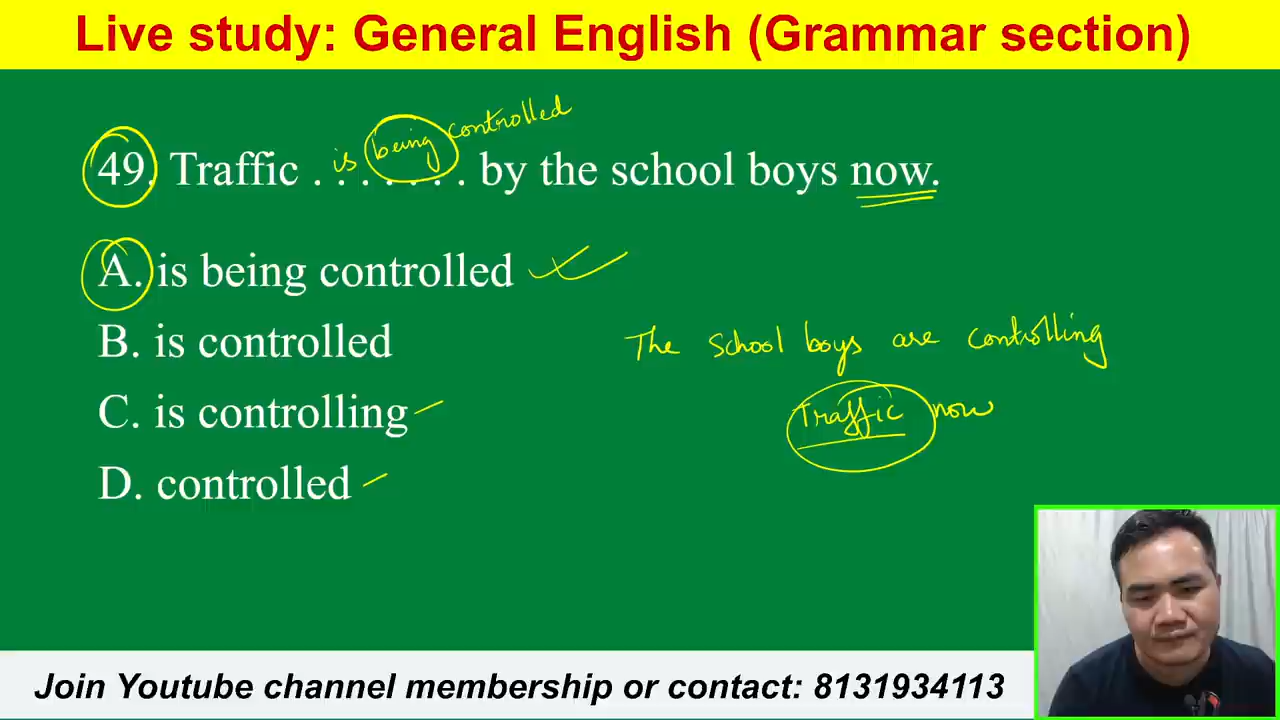 Live study: General English (Grammar section)
is being controlled
49. Traffic . . . . . . . by the school boys now.
A. is being controlled
B. is controlled
The school boys are controlling
Traffic now
C. is controlling
D. controlled
Join Youtube channel membership or contact: 8131934113